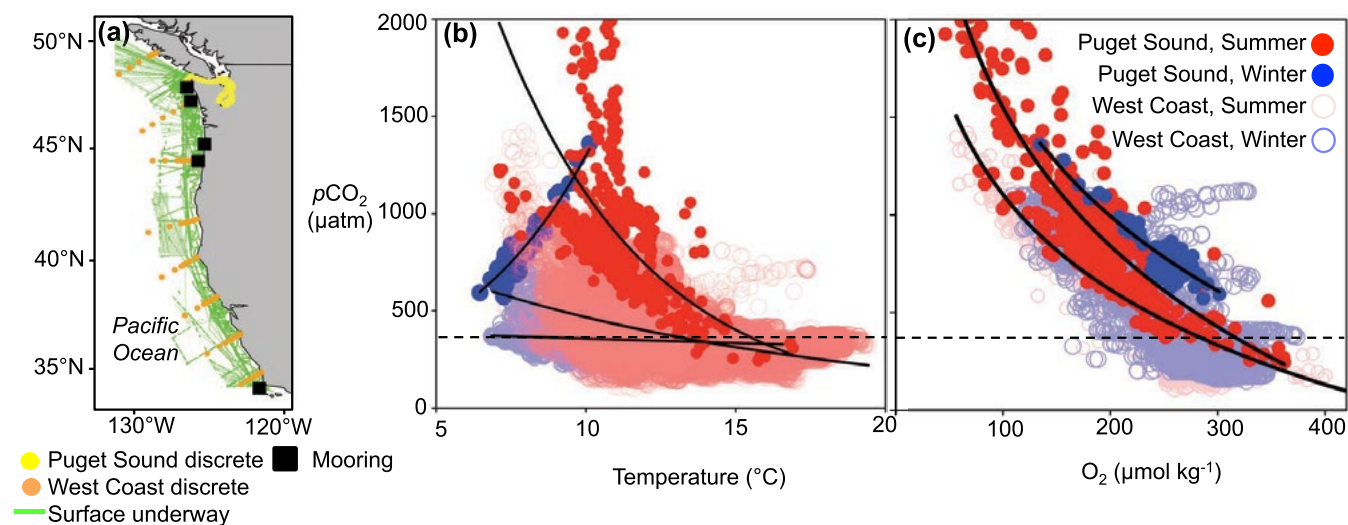 (a)
50°N
45°N
40°N
35°N
130°W
120°W
Pacific
Ocean
Puget Sound discrete
Mooring
West Coast discrete
Surface underway
(b)
pCO₂
(µatm)
2000
1500
1000
500
0
5
10
15
20
Temperature (°C)
(c)
Puget Sound, Summer
Puget Sound, Winter
West Coast, Summer
West Coast, Winter
100
200
300
400
O₂ (µmol kg⁻¹)